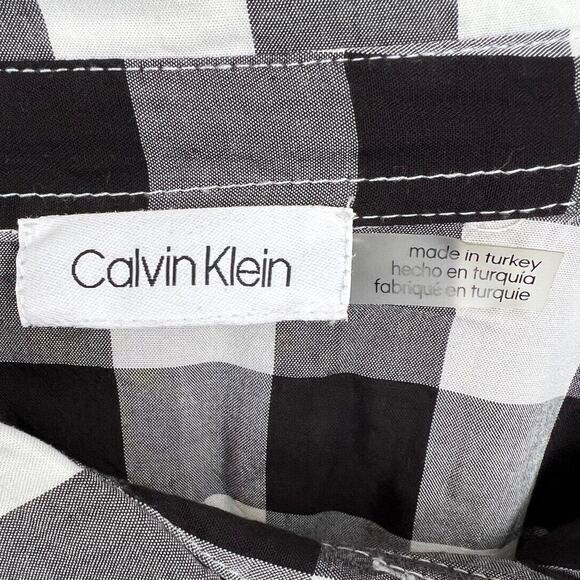 Calvin Klein
made in turkey
hecho en turquía
fabriqué en turquie